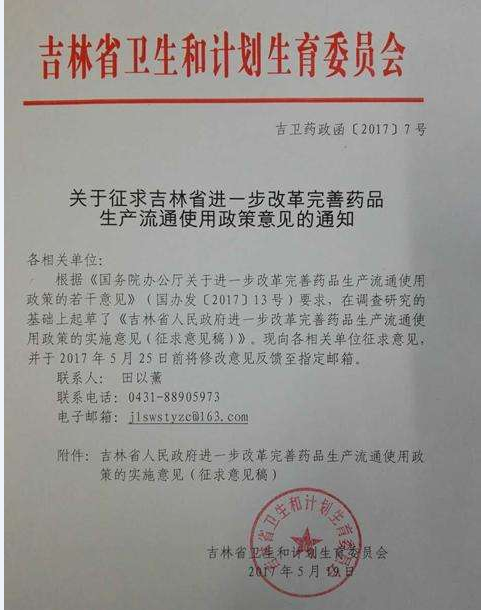 吉林省卫生和计划生育委员会
吉卫药政函〔2017〕7号
关于征求吉林省进一步改革完善药品
生产流通使用政策意见的通知
各相关单位:
根据《国务院办公厅关于进一步改革完善药品生产流通使用
政策的若干意见》(国办发〔2017〕13号)要求,在调查研究的
基础上起草了《吉林省人民政府进一步改革完善药品生产流通使
用政策的实施意见(征求意见稿)》。现向各相关单位征求意见,
并于2017年5月25日前将修改意见反馈至指定邮箱。
联系人: 田以薰
联系电话: 0431-88905973
电子邮箱: jlswstyzc@163.com
附件: 吉林省人民政府进一步改革完善药品生产流通使用政
策的实施意见(征求意见稿)
吉林省卫生和计划生育委员会
吉林省卫生和计划生育委员会
2017年5月19日